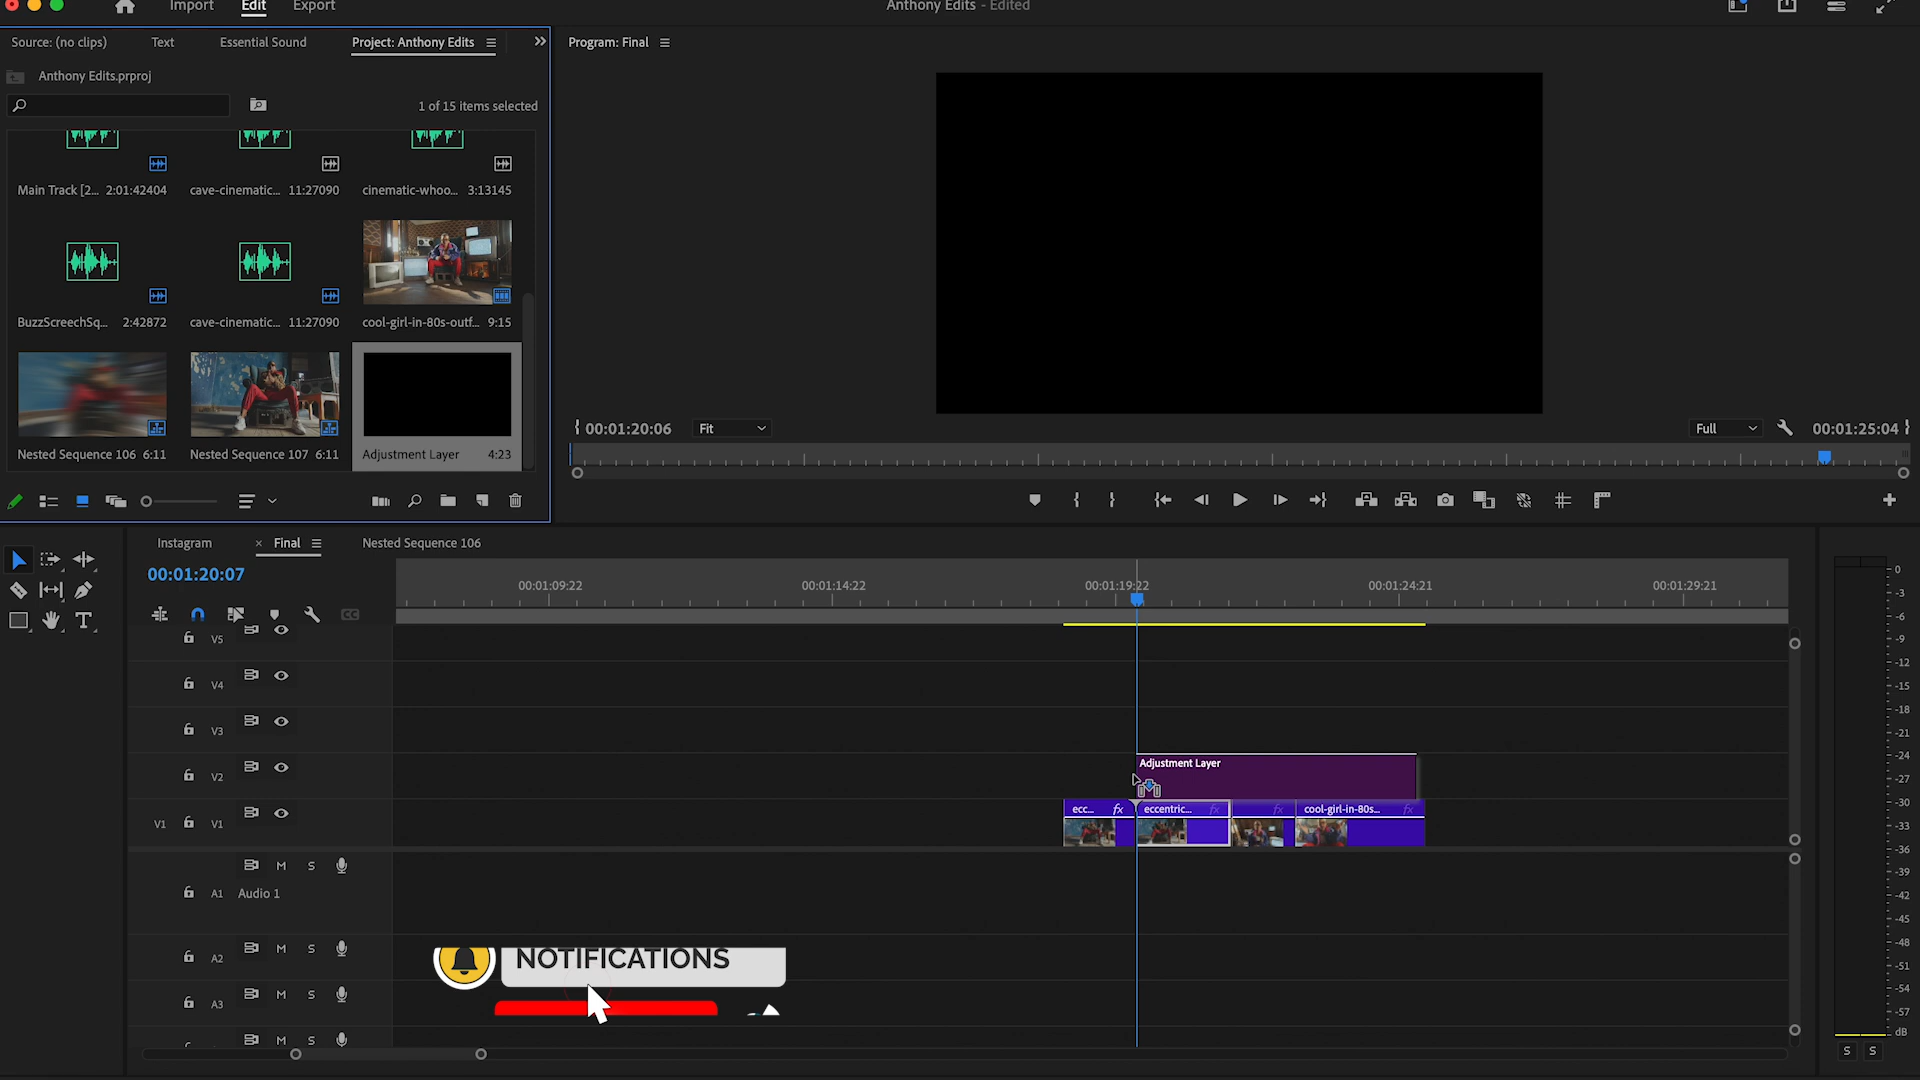 Import
Edit
Export
Anthony Edits - Edited
Source: (no clips)
Text
Essential Sound
Project: Anthony Edits
Program: Final
Anthony Edits.prproj
1 of 15 items selected
Main Track [2... 2:01:42404
cave-cinematic... 11:27090
cinematic-whoo... 3:13145
BuzzScreechSq... 2:42872
cave-cinematic... 11:27090
cool-girl-in-80s-outf... 9:15
Nested Sequence 106 6:11
Nested Sequence 107 6:11
Adjustment Layer 4:23
00:01:20:06
Fit
Full
00:01:25:04
Instagram
× Final
Nested Sequence 106
00:01:20:07
00:01:09:22
00:01:14:22
00:01:19:22
00:01:24:21
00:01:29:21
CC
V5
V4
V3
V2
V1 V1
Adjustment Layer
ecc... fx
eccentric... fx
fx
cool-girl-in-80s... fx
M S
A1 Audio 1
M S
A2
M S
A3
M S
NOTIFICATIONS
0
-3
-6
-9
-12
-15
-18
-21
-24
-27
-30
-33
-36
-39
-42
-45
-48
-51
-54
-57
dB
S S